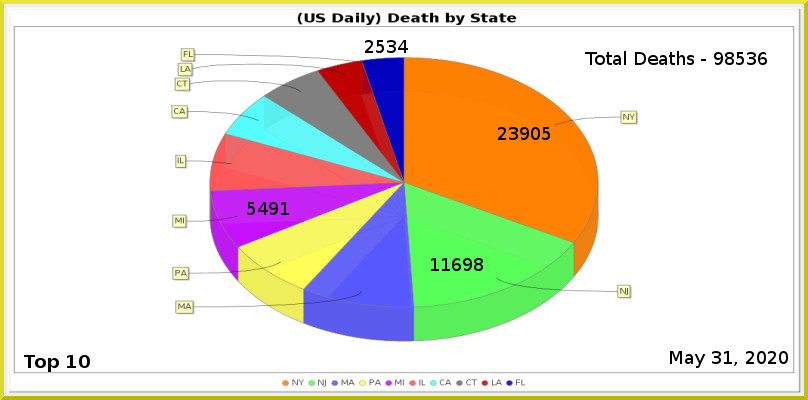 (US Daily) Death by State
2534
Total Deaths - 98536
FL
LA
CT
CA
NY
23905
IL
5491
MI
11698
PA
NJ
MA
Top 10
May 31, 2020
NY NJ MA PA MI IL CA CT LA FL